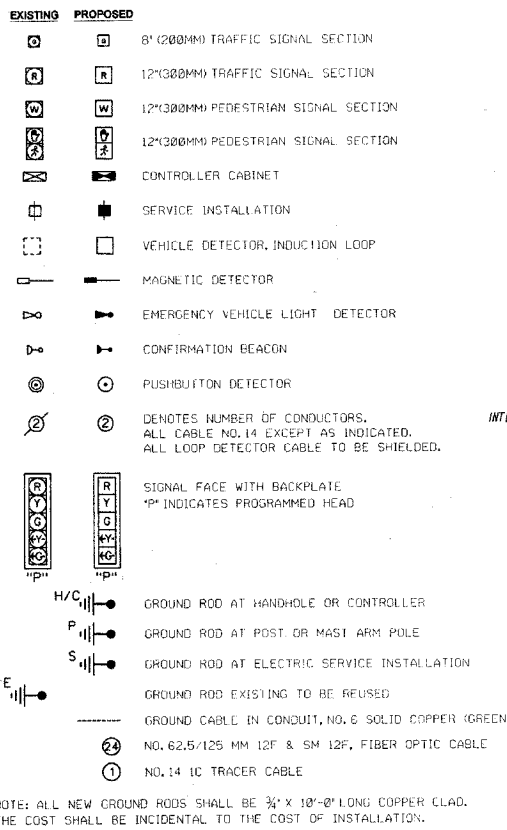 EXISTING PROPOSED
8" (200MM) TRAFFIC SIGNAL SECTION
R R 12"(300MM) TRAFFIC SIGNAL SECTION
W W 12"(300MM) PEDESTRIAN SIGNAL SECTION
12"(300MM) PEDESTRIAN SIGNAL SECTION
CONTROLLER CABINET
SERVICE INSTALLATION
VEHICLE DETECTOR, INDUCTION LOOP
MAGNETIC DETECTOR
EMERGENCY VEHICLE LIGHT DETECTOR
CONFIRMATION BEACON
PUSHBUTTON DETECTOR
2 2 DENOTES NUMBER OF CONDUCTORS.
ALL CABLE NO. 14 EXCEPT AS INDICATED.
ALL LOOP DETECTOR CABLE TO BE SHIELDED.
R R SIGNAL FACE WITH BACKPLATE
Y Y "P" INDICATES PROGRAMMED HEAD
G G
←Y ←Y
←G ←G
"P" "P"
H/C GROUND ROD AT HANDHOLE OR CONTROLLER
P GROUND ROD AT POST OR MAST ARM POLE
S GROUND ROD AT ELECTRIC SERVICE INSTALLATION
E GROUND ROD EXISTING TO BE REUSED
GROUND CABLE IN CONDUIT, NO. 6 SOLID COPPER (GREEN
24 NO. 62.5/125 MM 12F & SM 12F, FIBER OPTIC CABLE
1 NO. 14 1C TRACER CABLE
OTE: ALL NEW GROUND RODS SHALL BE ¾" X 10'-0" LONG COPPER CLAD.
HE COST SHALL BE INCIDENTAL TO THE COST OF INSTALLATION.